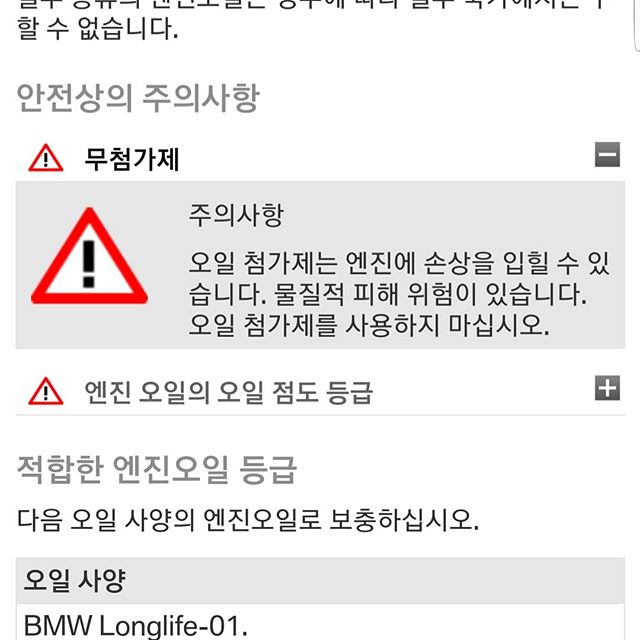 할 수 없습니다.
안전상의 주의사항
무첨가제
주의사항
오일 첨가제는 엔진에 손상을 입힐 수 있
습니다. 물질적 피해 위험이 있습니다.
오일 첨가제를 사용하지 마십시오.
엔진 오일의 오일 점도 등급
적합한 엔진오일 등급
다음 오일 사양의 엔진오일로 보충하십시오.
오일 사양
BMW Longlife-01.